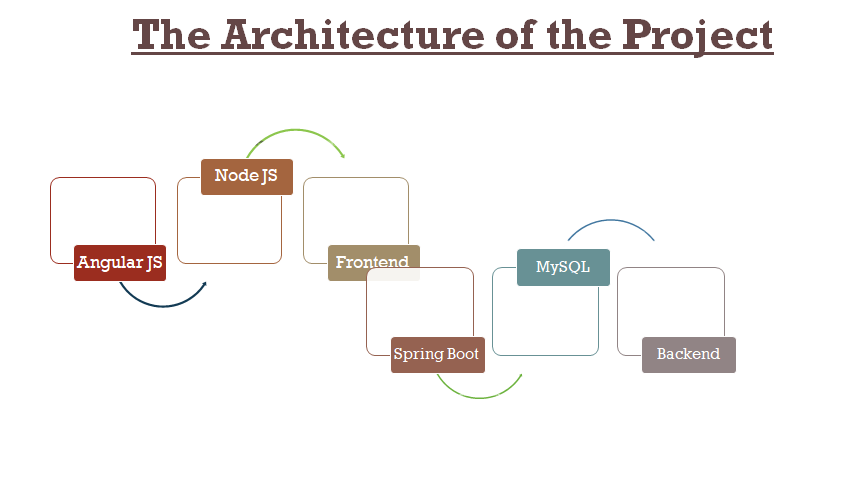 The Architecture of the Project
Node JS
Angular JS
Frontend
MySQL
Spring Boot
Backend